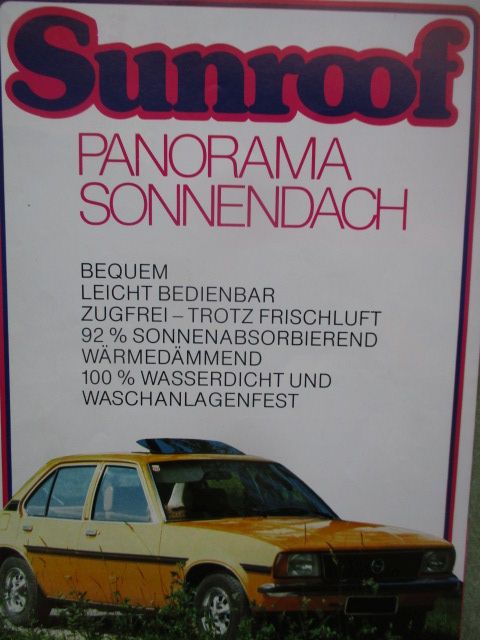 Sunroof
PANORAMA
SONNENDACH
BEQUEM
LEICHT BEDIENBAR
ZUGFREI – TROTZ FRISCHLUFT
92 % SONNENABSORBIEREND
WÄRMEDÄMMEND
100 % WASSERDICHT UND
WASCHANLAGENFEST